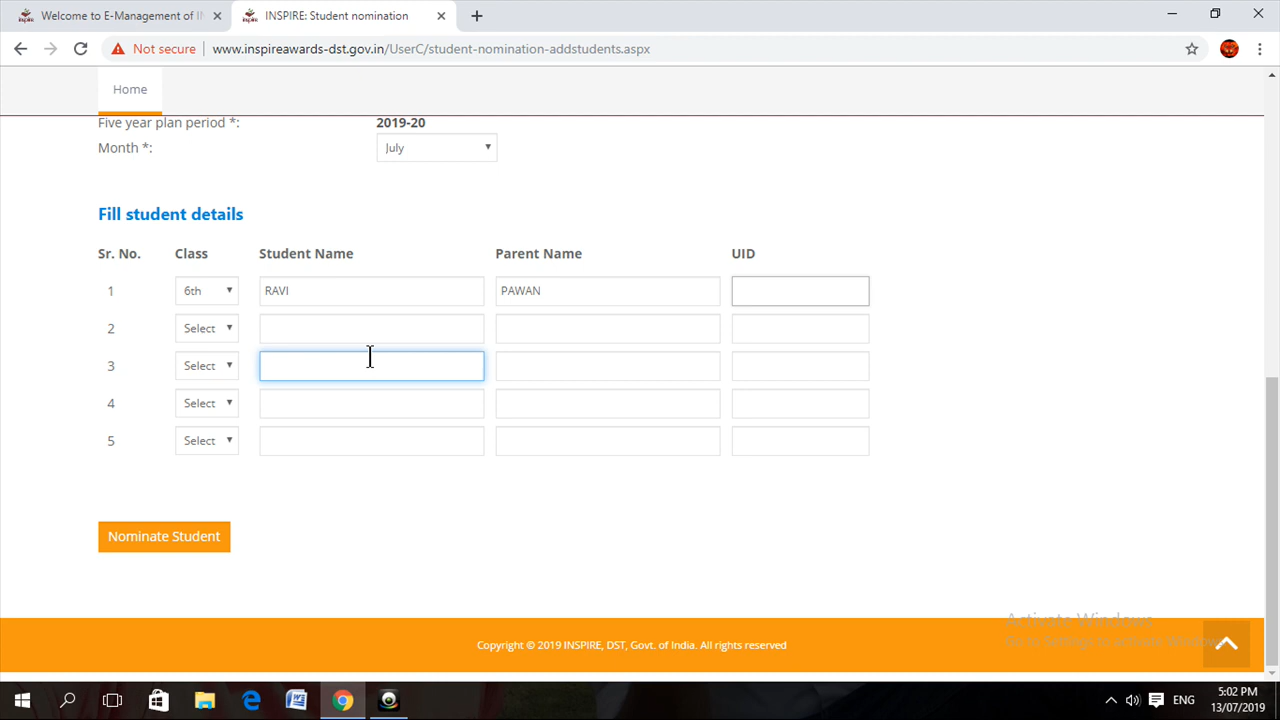 Welcome to E-Management of I
INSPIRE: Student nomination
Not secure
www.inspireawards-dst.gov.in/UserC/student-nomination-addstudents.aspx
Home
Five year plan period *:
2019-20
Month *:
July
Fill student details
Sr. No.
Class
Student Name
Parent Name
UID
1
6th
RAVI
PAWAN
2
Select
3
Select
4
Select
5
Select
Nominate Student
Activate Windows
Go to Settings to activate Windows.
Copyright © 2019 INSPIRE, DST, Govt. of India. All rights reserved
ENG
5:02 PM
13/07/2019